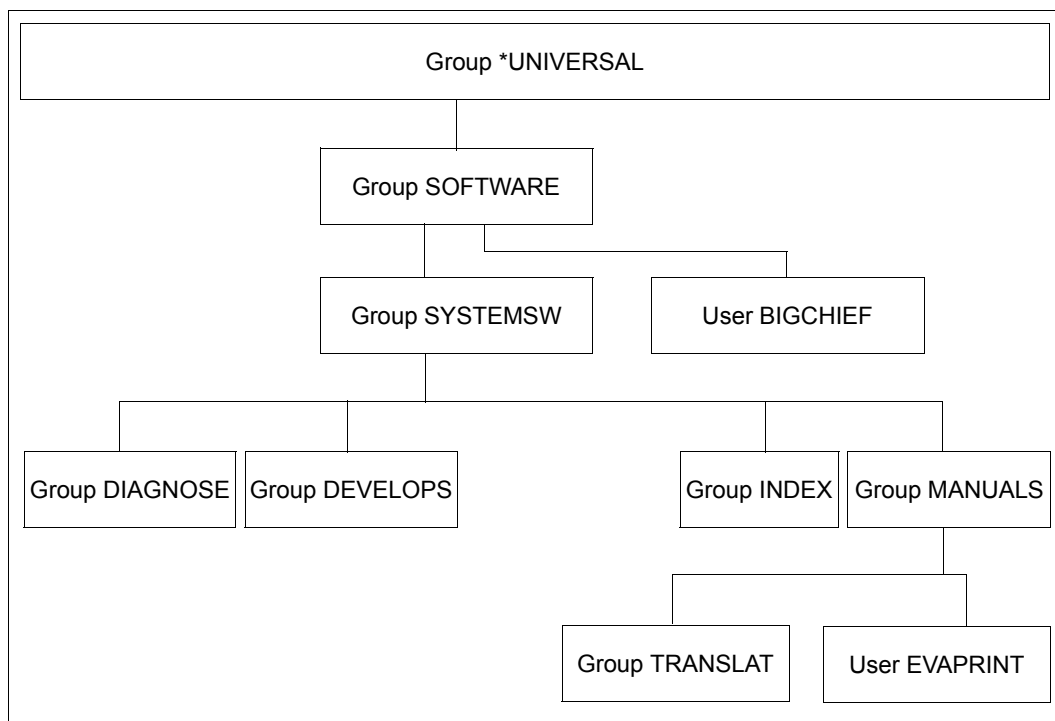 Group *UNIVERSAL
Group SOFTWARE
Group SYSTEMSW
User BIGCHIEF
Group DIAGNOSE
Group DEVELOPS
Group INDEX
Group MANUALS
Group TRANSLAT
User EVAPRINT